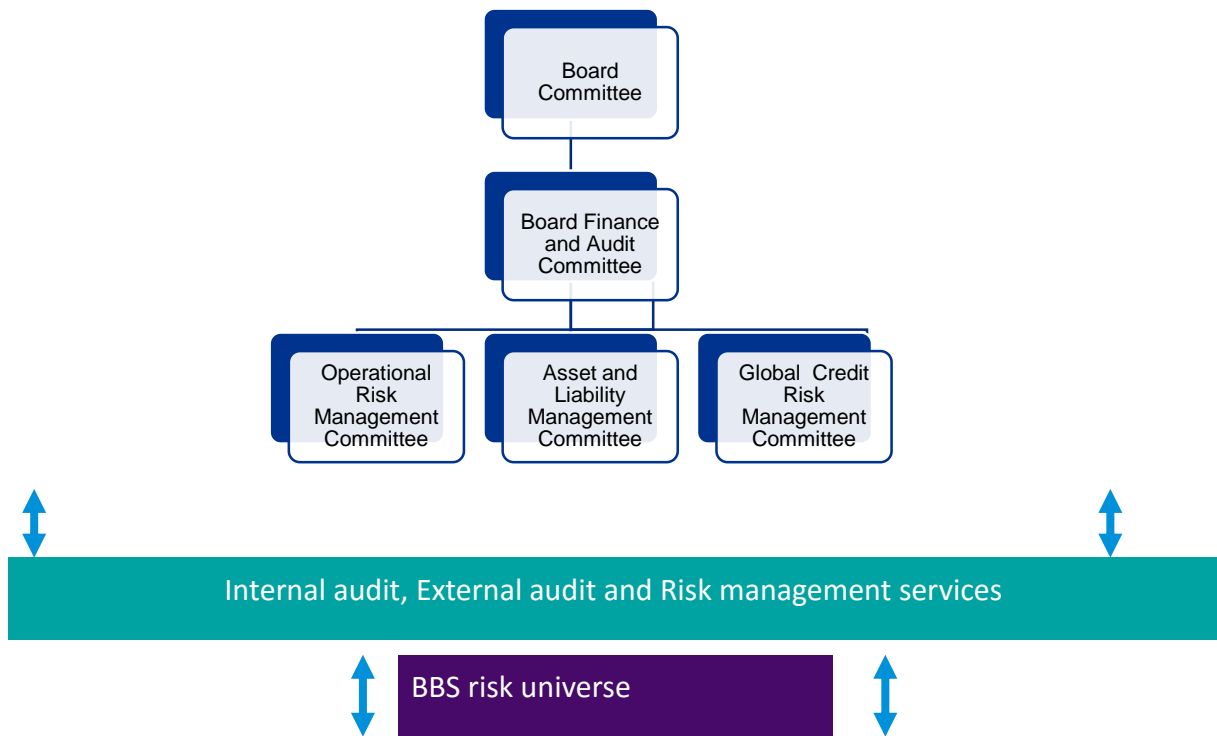 Board
Committee
Board Finance
and Audit
Committee
Operational
Risk
Management
Committee
Asset and
Liability
Management
Committee
Global  Credit
Risk
Management
Committee
Internal audit, External audit and Risk management services
BBS risk universe